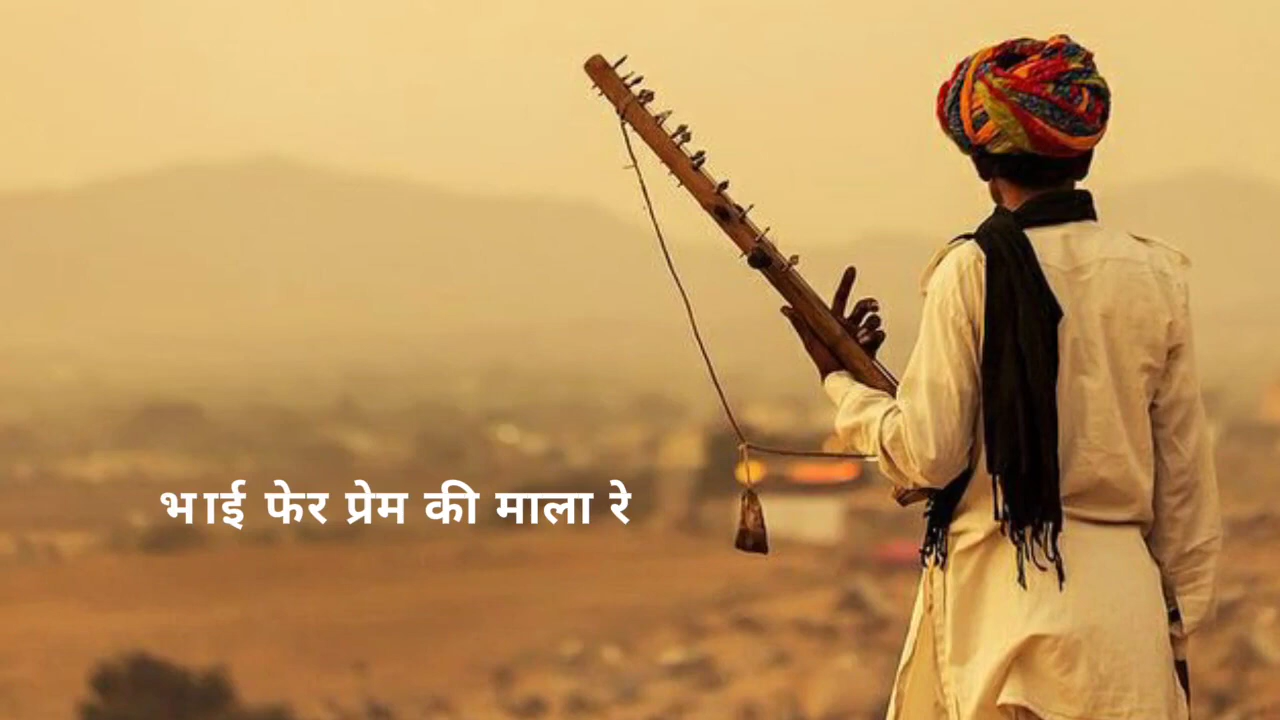 भाई फेर प्रेम की माला रे